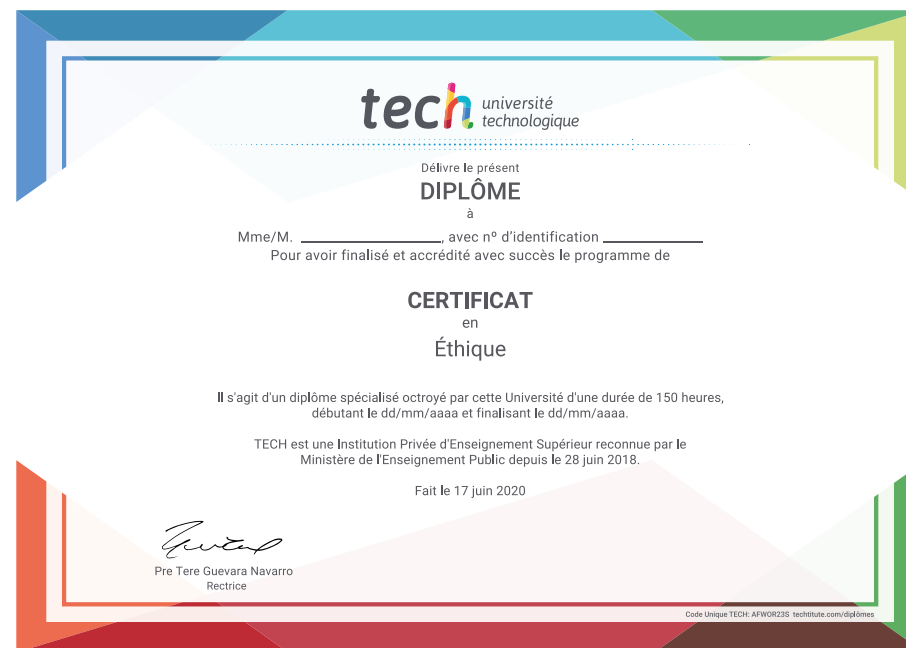 tech université
technologique
Délivre le présent
DIPLÔME
à
Mme/M. ____________________, avec nº d'identification ______________
Pour avoir finalisé et accrédité avec succès le programme de
CERTIFICAT
en
Éthique
Il s'agit d'un diplôme spécialisé octroyé par cette Université d'une durée de 150 heures,
débutant le dd/mm/aaaa et finalisant le dd/mm/aaaa.
TECH est une Institution Privée d'Enseignement Supérieur reconnue par le
Ministère de l'Enseignement Public depuis le 28 juin 2018.
Fait le 17 juin 2020
Pre Tere Guevara Navarro
Rectrice
Code Unique TECH: AFWOR23S techtitute.com/diplômes